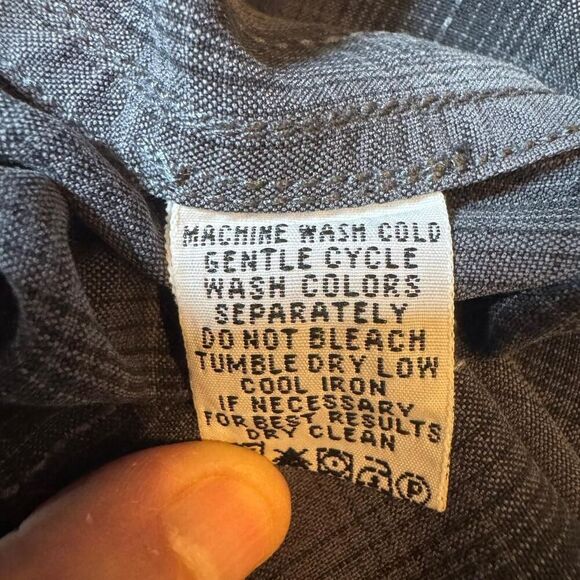 MACHINE WASH COLD
GENTLE CYCLE
WASH COLORS
SEPARATELY
DO NOT BLEACH
TUMBLE DRY LOW
COOL IRON
IF NECESSARY
FOR BEST RESULTS
DRY CLEAN
P